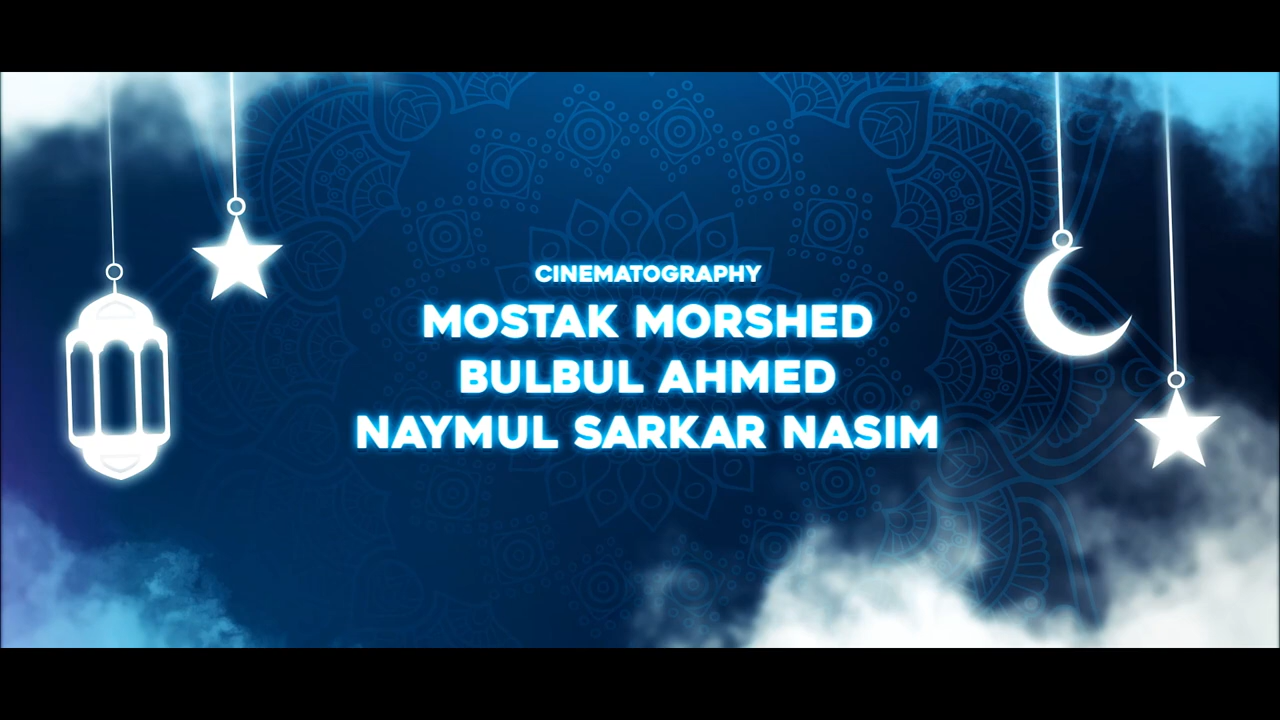 CINEMATOGRAPHY
MOSTAK MORSHED
BULBUL AHMED
NAYMUL SARKAR NASIM